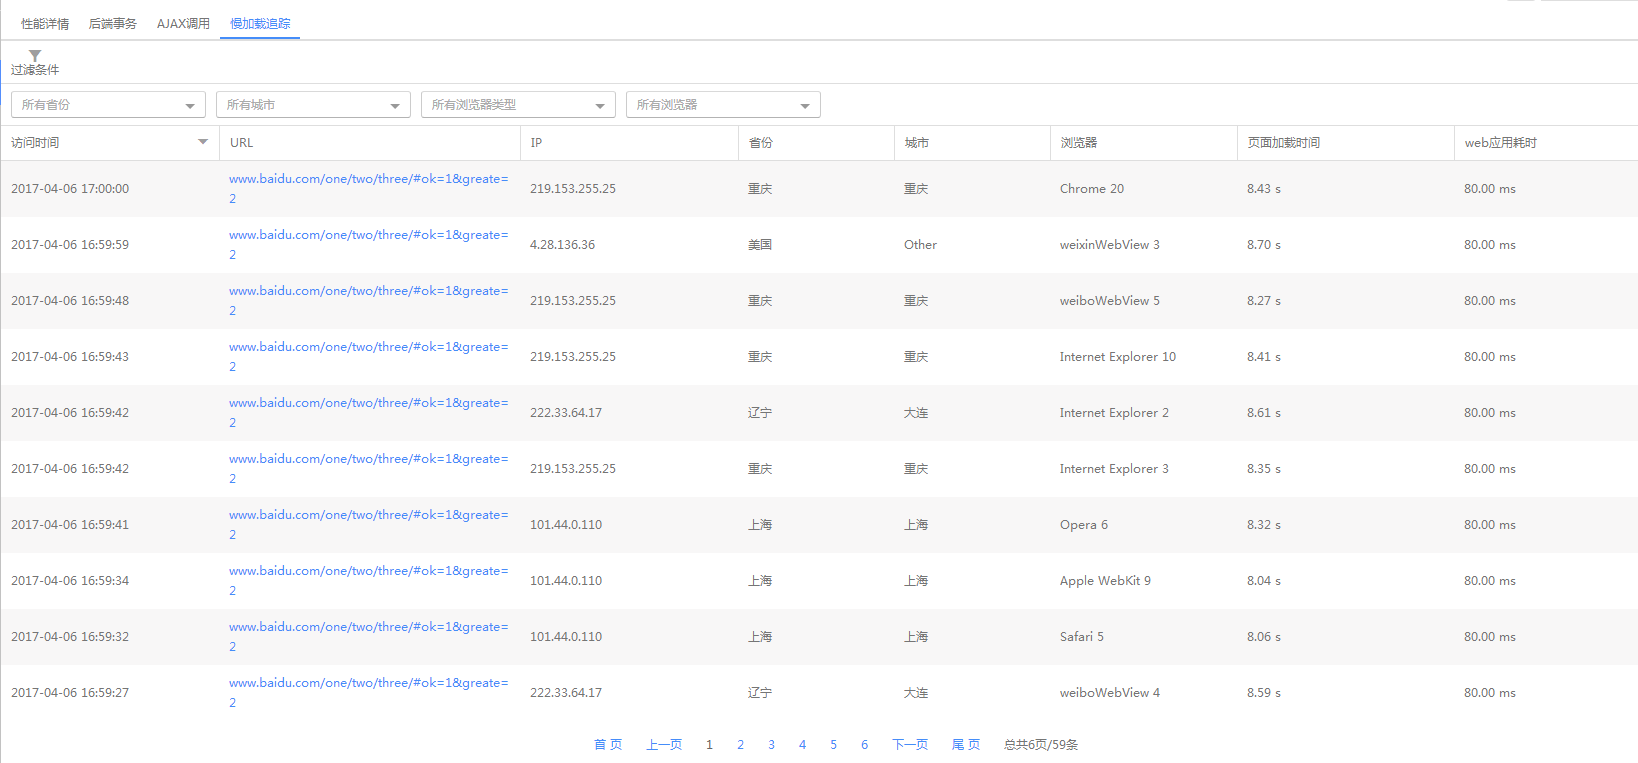 性能详情 后端事务 AJAX调用 慢加载追踪
过滤条件
所有省份 所有城市 所有浏览器类型 所有浏览器
访问时间 URL IP 省份 城市 浏览器 页面加载时间 web应用耗时
2017-04-06 17:00:00 www.baidu.com/one/two/three/#ok=1&greate= 219.153.255.25 重庆 重庆 Chrome 20 8.43 s 80.00 ms
2
2017-04-06 16:59:59 www.baidu.com/one/two/three/#ok=1&greate= 4.28.136.36 美国 Other weixinWebView 3 8.70 s 80.00 ms
2
2017-04-06 16:59:48 www.baidu.com/one/two/three/#ok=1&greate= 219.153.255.25 重庆 重庆 weiboWebView 5 8.27 s 80.00 ms
2
2017-04-06 16:59:43 www.baidu.com/one/two/three/#ok=1&greate= 219.153.255.25 重庆 重庆 Internet Explorer 10 8.41 s 80.00 ms
2
2017-04-06 16:59:42 www.baidu.com/one/two/three/#ok=1&greate= 222.33.64.17 辽宁 大连 Internet Explorer 2 8.61 s 80.00 ms
2
2017-04-06 16:59:42 www.baidu.com/one/two/three/#ok=1&greate= 219.153.255.25 重庆 重庆 Internet Explorer 3 8.35 s 80.00 ms
2
2017-04-06 16:59:41 www.baidu.com/one/two/three/#ok=1&greate= 101.44.0.110 上海 上海 Opera 6 8.32 s 80.00 ms
2
2017-04-06 16:59:34 www.baidu.com/one/two/three/#ok=1&greate= 101.44.0.110 上海 上海 Apple WebKit 9 8.04 s 80.00 ms
2
2017-04-06 16:59:32 www.baidu.com/one/two/three/#ok=1&greate= 101.44.0.110 上海 上海 Safari 5 8.06 s 80.00 ms
2
2017-04-06 16:59:27 www.baidu.com/one/two/three/#ok=1&greate= 222.33.64.17 辽宁 大连 weiboWebView 4 8.59 s 80.00 ms
2
首 页 上一页 1 2 3 4 5 6 下一页 尾 页 总共6页/59条